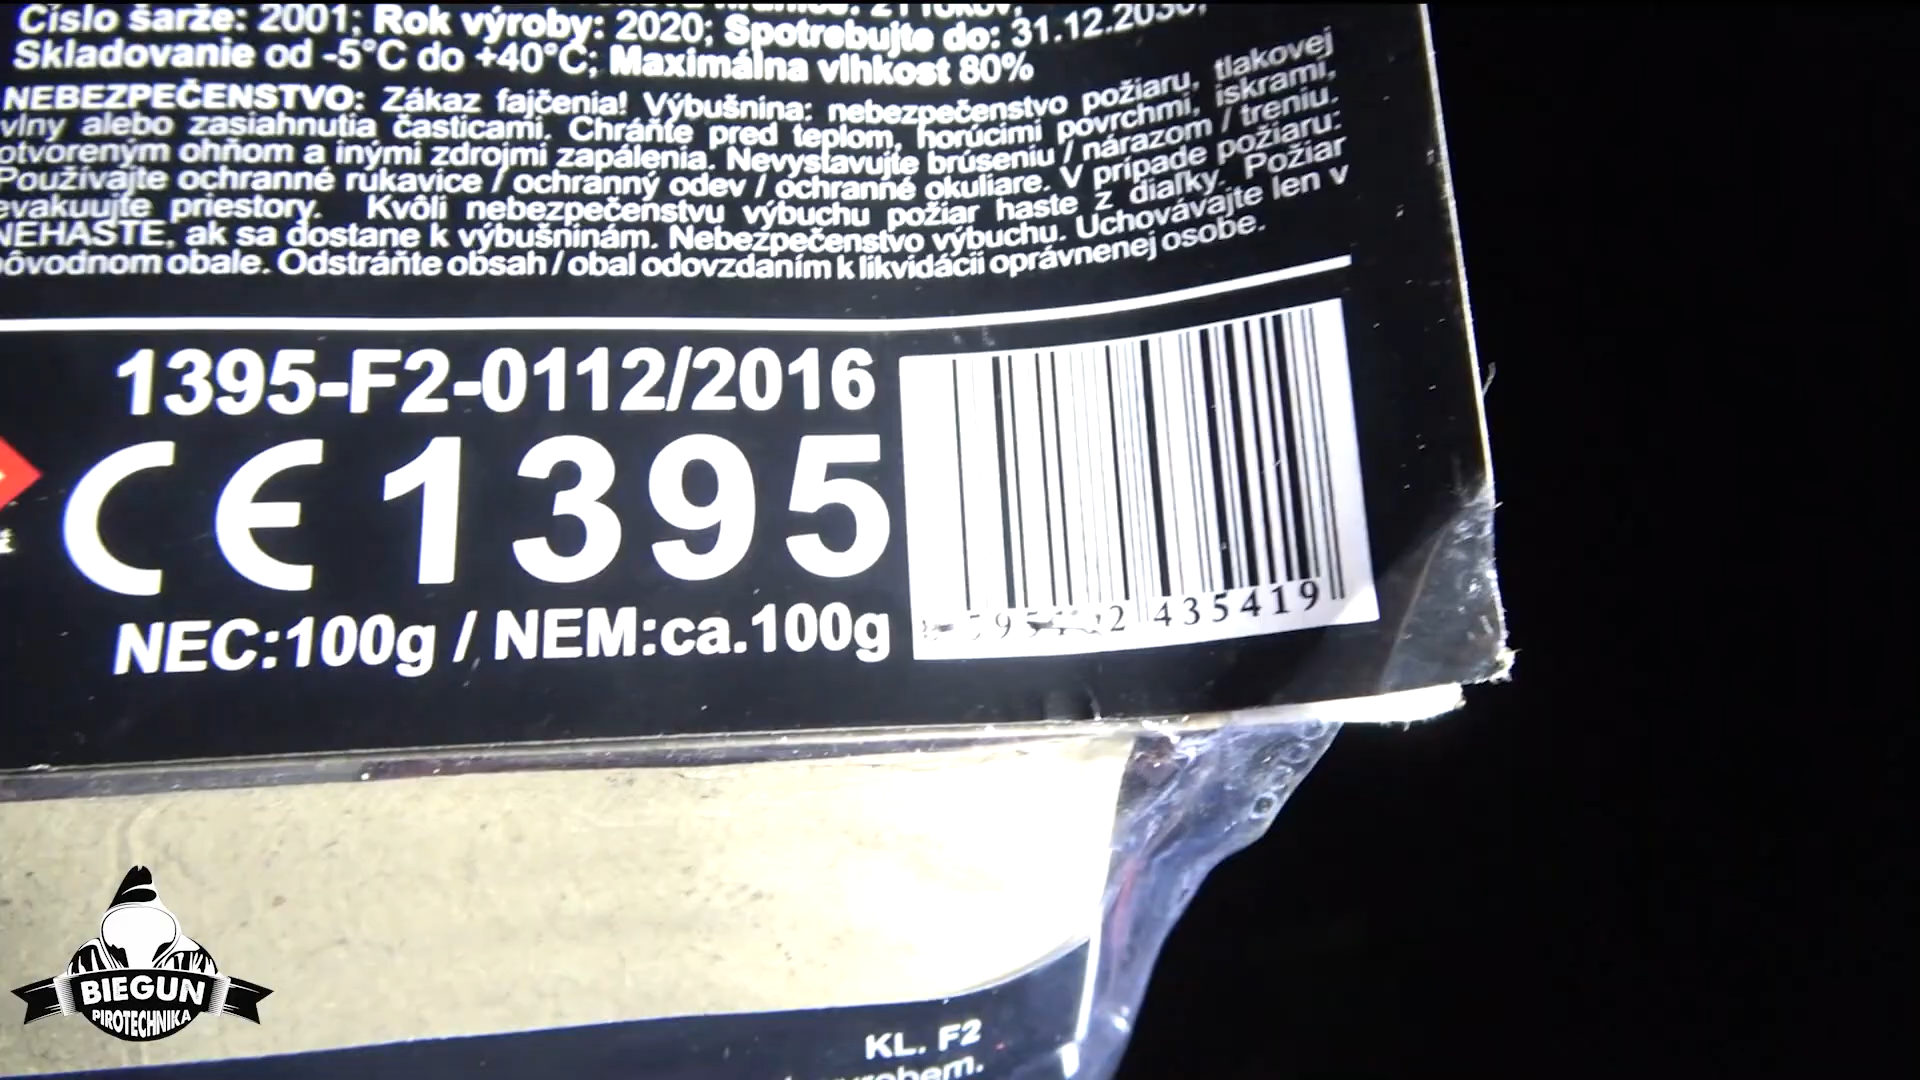 Číslo šarže: 2001; Rok výroby: 2020; Spotrebujte do: 31.12.2030;
Skladovanie od -5°C do +40°C; Maximálna vlhkost 80%
NEBEZPEČENSTVO: Zákaz fajčenia! Výbušnina: nebezpečenstvo požiaru, tlakovej
vlny alebo zasiahnutia časticami. Chráňte pred teplom, horúcimi povrchmi, iskrami,
otvoreným ohňom a inými zdrojmi zapálenia. Nevystavujte brúseniu / nárazom / treniu.
Používajte ochranné rukavice / ochranný odev / ochranné okuliare. V prípade požiaru:
evakuujte priestory. Kvôli nebezpečenstvu výbuchu požiar haste z diaľky. Požiar
NEHASTE, ak sa dostane k výbušninám. Nebezpečenstvo výbuchu. Uchovávajte len v
pôvodnom obale. Odstráňte obsah / obal odovzdaním k likvidácii oprávnenej osobe.
1395-F2-0112/2016
CE 1395
NEC:100g / NEM:ca.100g
2 435419
KL. F2
BIEGUN
PIROTECHNIKA